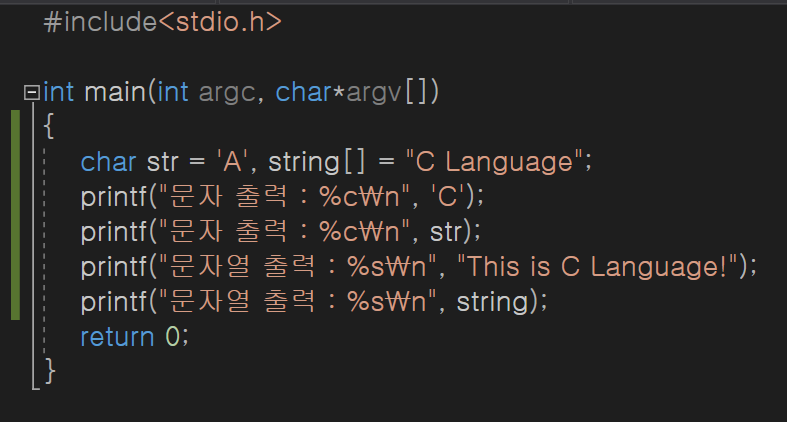 #include<stdio.h>
int main(int argc, char*argv[])
{
char str = 'A', string[] = "C Language";
printf("문자 출력 : %c₩n", 'C');
printf("문자 출력 : %c₩n", str);
printf("문자열 출력 : %s₩n", "This is C Language!");
printf("문자열 출력 : %s₩n", string);
return 0;
}